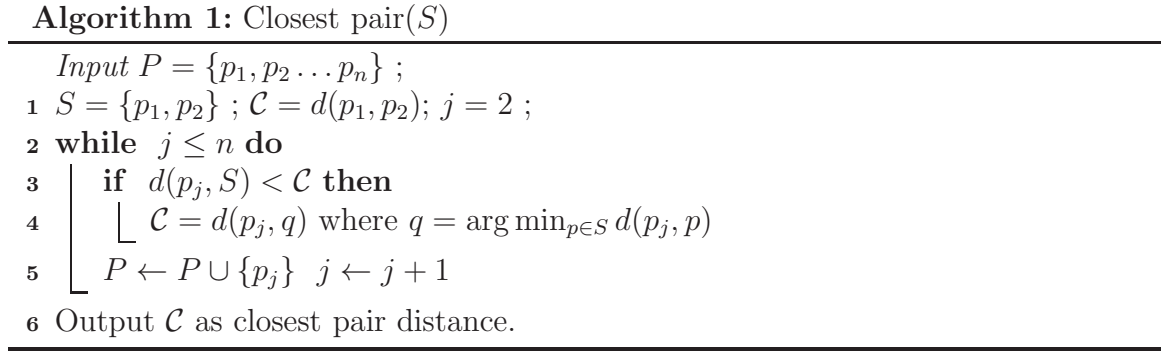 Algorithm 1: Closest pair(S)
Input P = {p₁, p₂ … pₙ} ;
1 S = {p₁, p₂} ; 𝒞 = d(p₁, p₂); j = 2 ;
2 while j ≤ n do
3 if d(pⱼ, S) < 𝒞 then
4 𝒞 = d(pⱼ, q) where q = arg min_{p∈S} d(pⱼ, p)
5 P ← P ∪ {pⱼ} j ← j + 1
6 Output 𝒞 as closest pair distance.